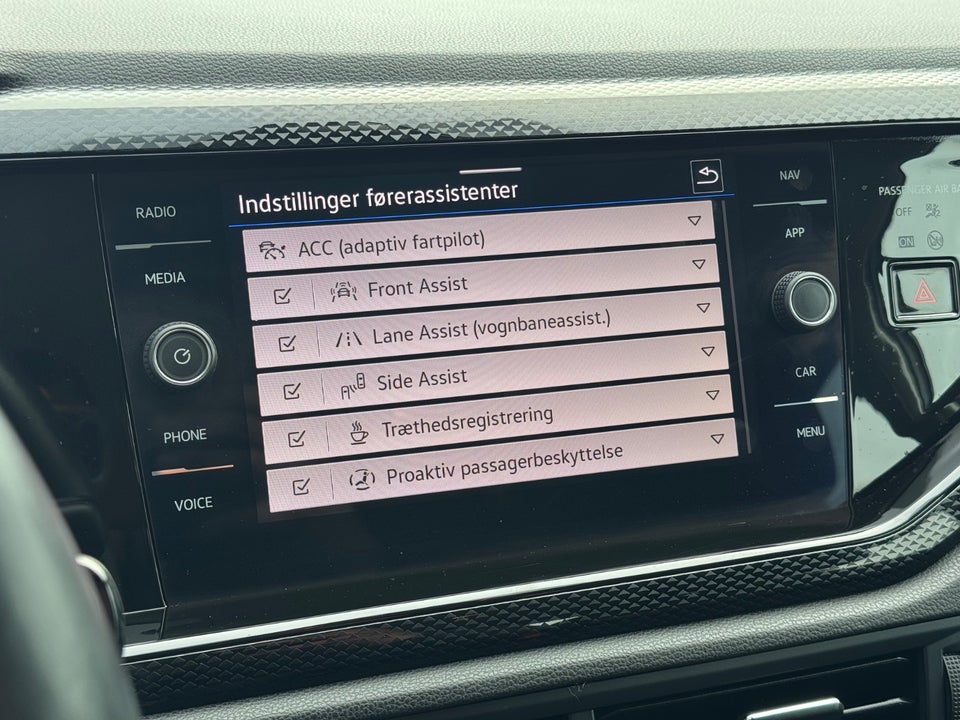 Indstillinger førerassistenter
ACC (adaptiv fartpilot)
Front Assist
Lane Assist (vognbaneassist.)
Side Assist
Træthedsregistrering
Proaktiv passagerbeskyttelse
RADIO
MEDIA
PHONE
VOICE
NAV
APP
CAR
MENU
PASSENGER AIR BA
OFF
ON